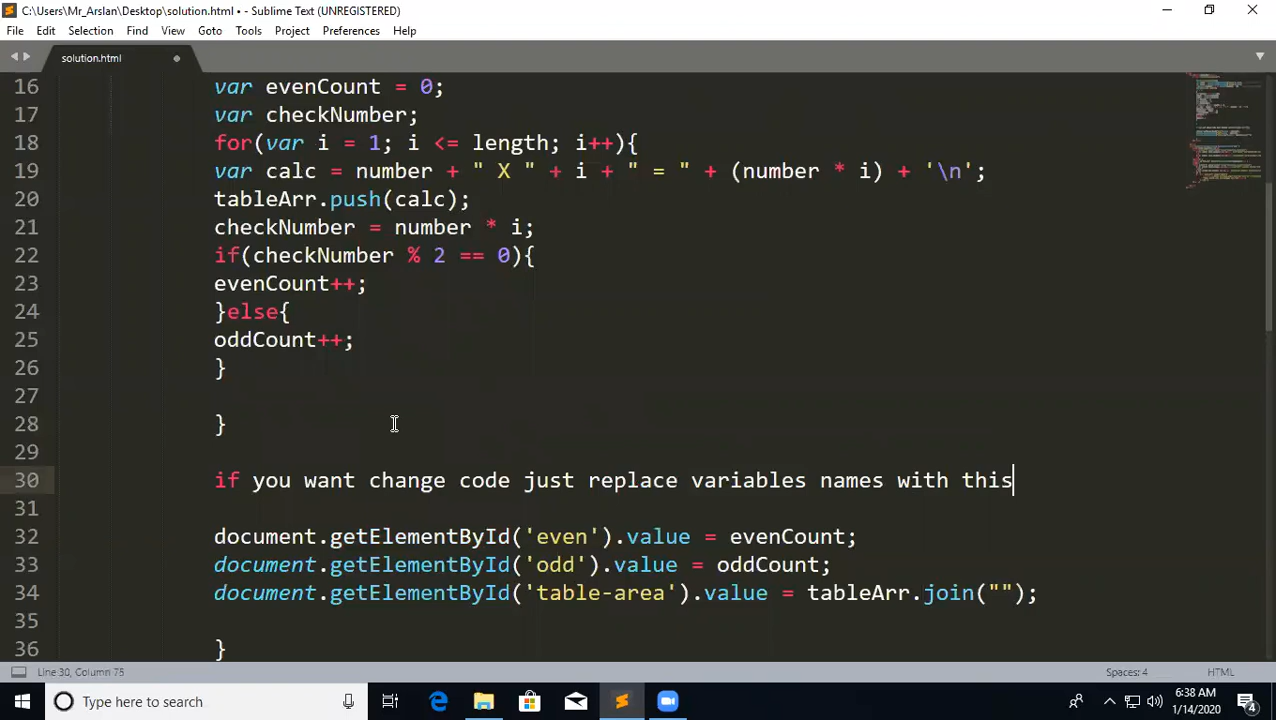 C:\Users\Mr_Arslan\Desktop\solution.html • - Sublime Text (UNREGISTERED)
File Edit Selection Find View Goto Tools Project Preferences Help
solution.html
16 var evenCount = 0;
17 var checkNumber;
18 for(var i = 1; i <= length; i++){
19 var calc = number + " X " + i + " = " + (number * i) + '\n';
20 tableArr.push(calc);
21 checkNumber = number * i;
22 if(checkNumber % 2 == 0){
23 evenCount++;
24 }else{
25 oddCount++;
26 }
27
28 }
29
30 if you want change code just replace variables names with this
31
32 document.getElementById('even').value = evenCount;
33 document.getElementById('odd').value = oddCount;
34 document.getElementById('table-area').value = tableArr.join("");
35
36 }
Line 30, Column 75 Spaces: 4 HTML
Type here to search
6:38 AM
1/14/2020
4